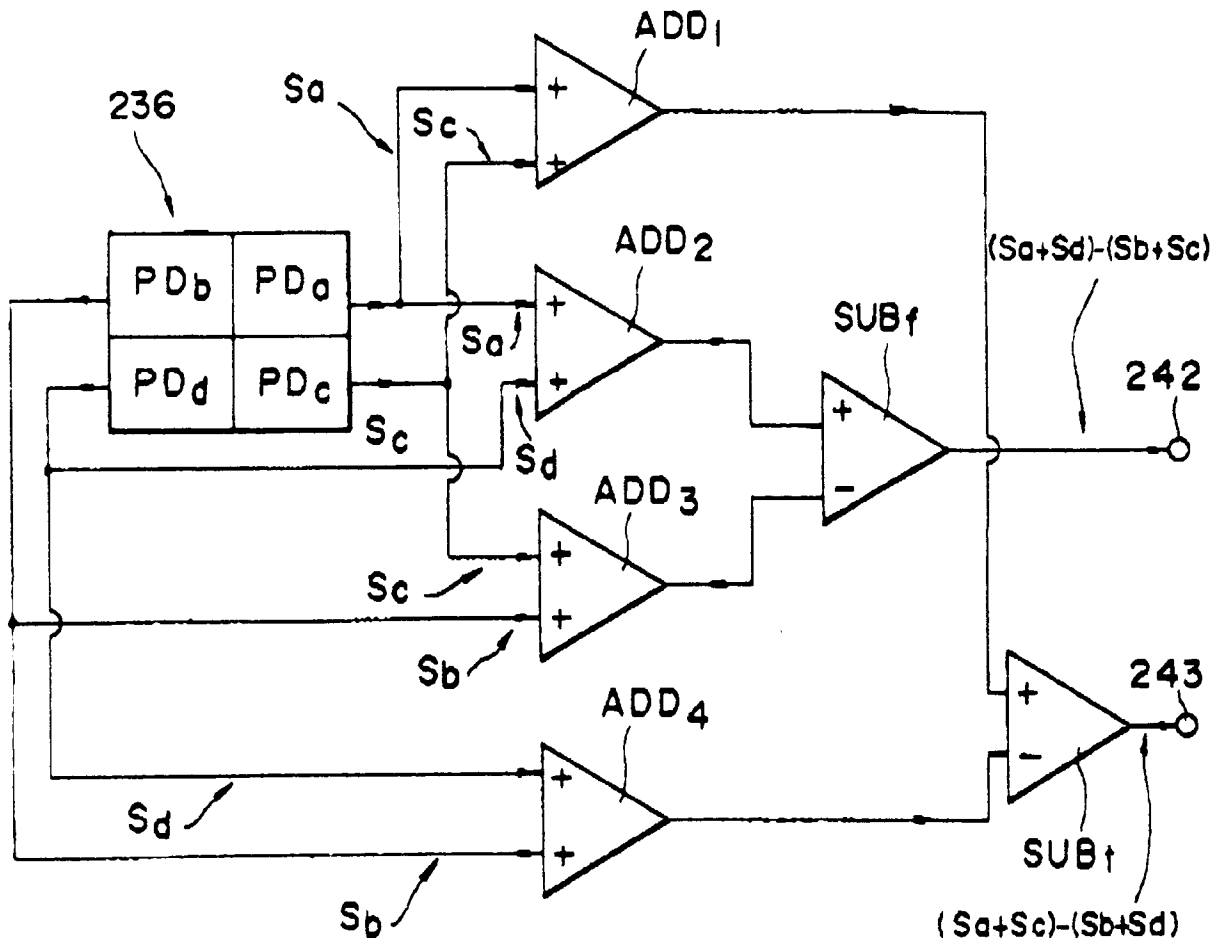 ADD1
Sa
236
Sc
+
+
ADD2
(Sa+Sd)-(Sb+Sc)
PDb
PDa
+
SUBf
Sa
PDd
PDc
+
242
+
Sc
Sd
ADD3
-
+
Sc
+
Sb
ADD4
+
243
-
+
Sd
SUBt
+
Sb
(Sa+Sc)-(Sb+Sd)